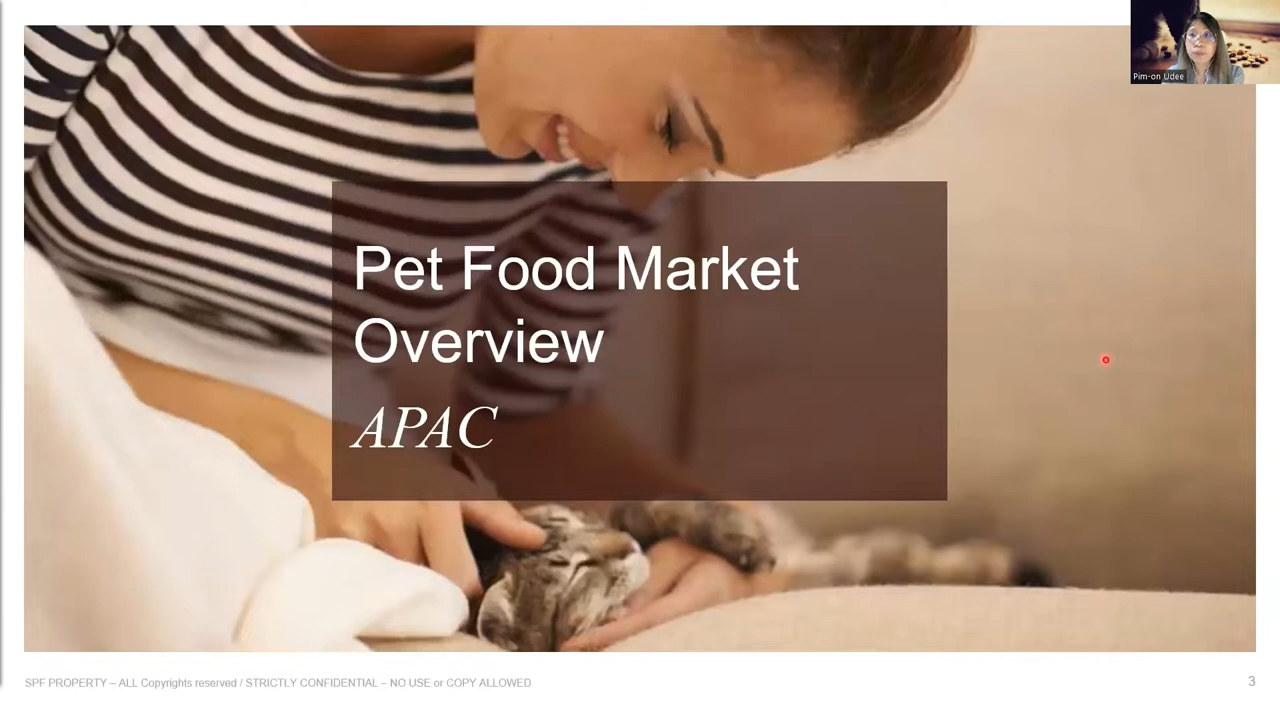 Pim-on Udee
Pet Food Market
Overview
APAC
SPF PROPERTY – ALL Copyrights reserved / STRICTLY CONFIDENTIAL – NO USE or COPY ALLOWED
3